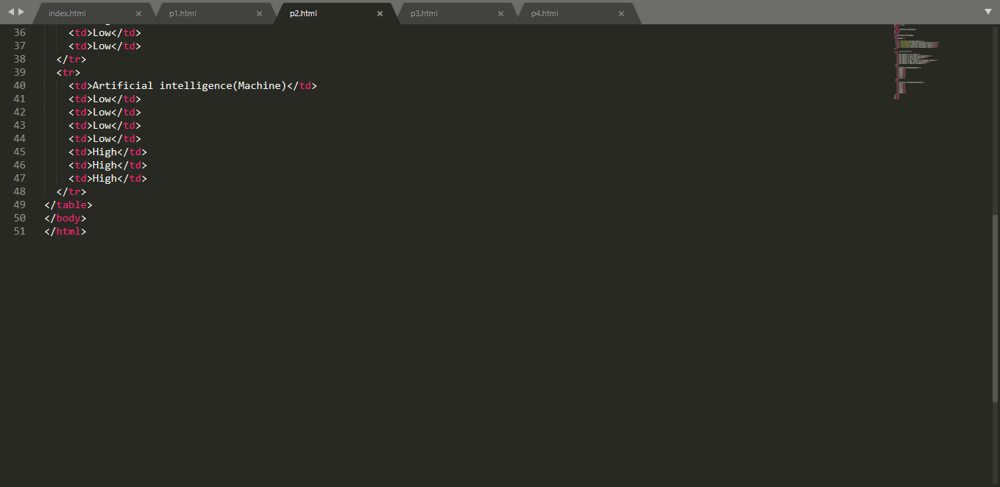 index.html × p1.html × p2.html × p3.html × p4.html ×
36 <td>Low</td>
37 <td>Low</td>
38 </tr>
39 <tr>
40 <td>Artificial intelligence(Machine)</td>
41 <td>Low</td>
42 <td>Low</td>
43 <td>Low</td>
44 <td>Low</td>
45 <td>High</td>
46 <td>High</td>
47 <td>High</td>
48 </tr>
49 </table>
50 </body>
51 </html>